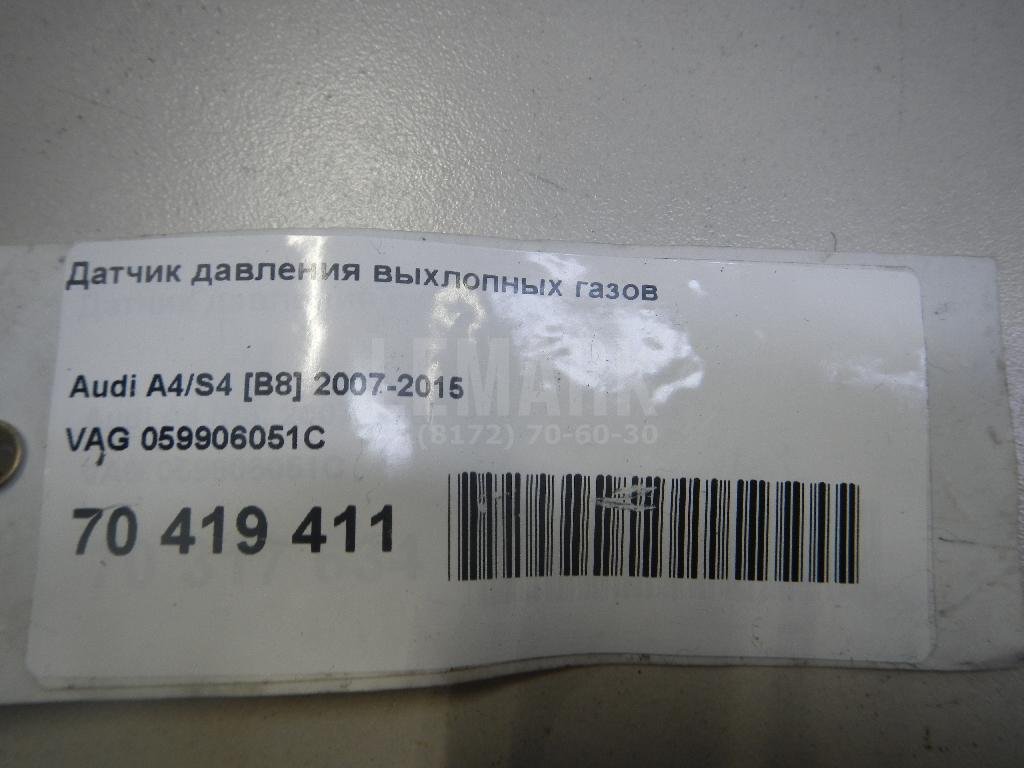 Датчик давления выхлопных газов
Audi A4/S4 [B8] 2007-2015
VAG 059906051C
(8172) 70-60-30
70 419 411